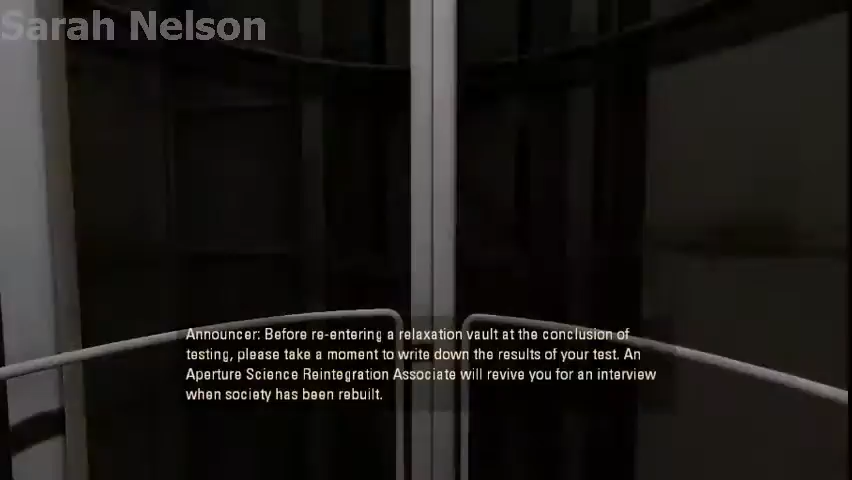 Sarah Nelson
Announcer: Before re-entering a relaxation vault at the conclusion of
testing, please take a moment to write down the results of your test. An
Aperture Science Reintegration Associate will revive you for an interview
when society has been rebuilt.